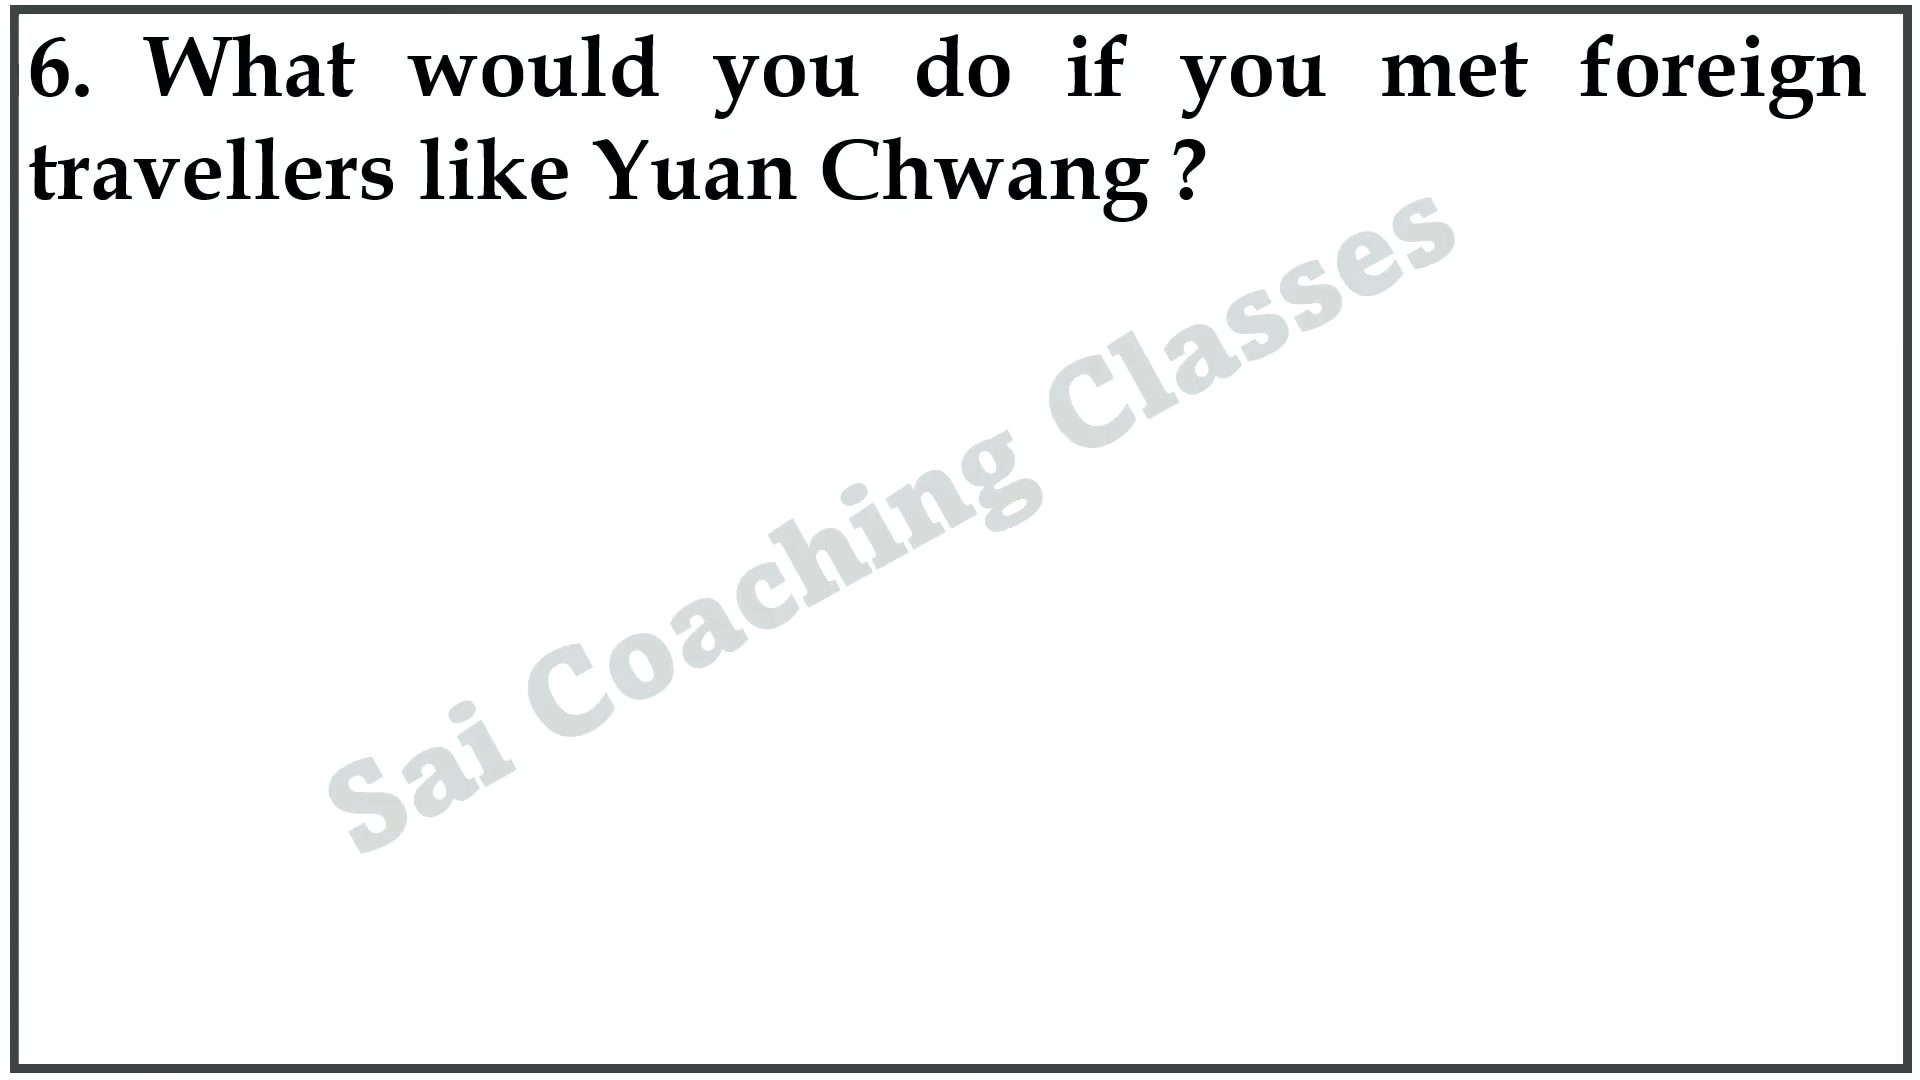 6. What would you do if you met foreign
travellers like Yuan Chwang ?
Sai Coaching Classes